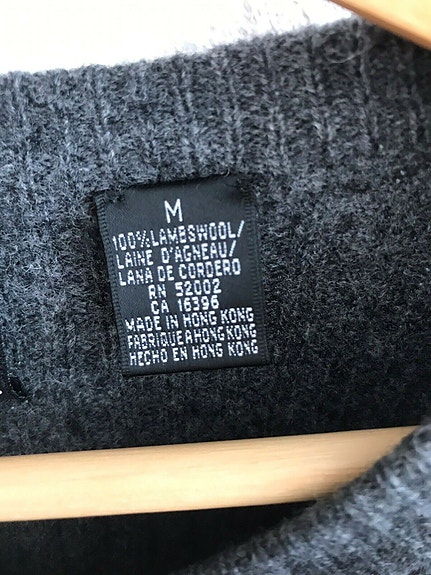 M
100% LAMBSWOOL/
LAINE D'AGNEAU/
LANA DE CORDERO
RN 52002
CA 16396
MADE IN HONG KONG
FABRIQUE A HONG KONG
HECHO EN HONG KONG